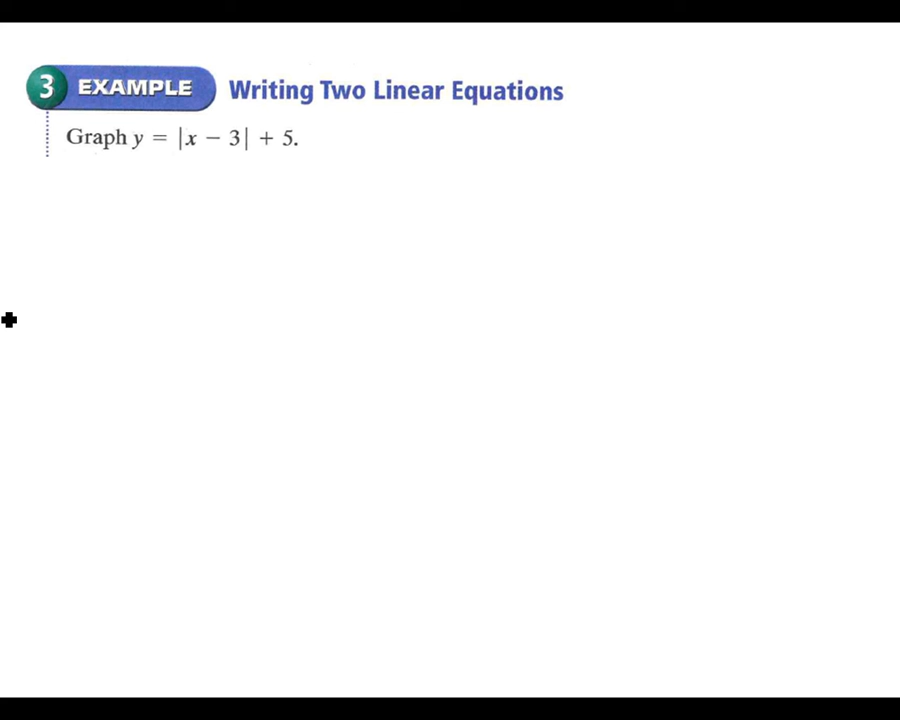 3 EXAMPLE Writing Two Linear Equations
Graph y = |x − 3| + 5.